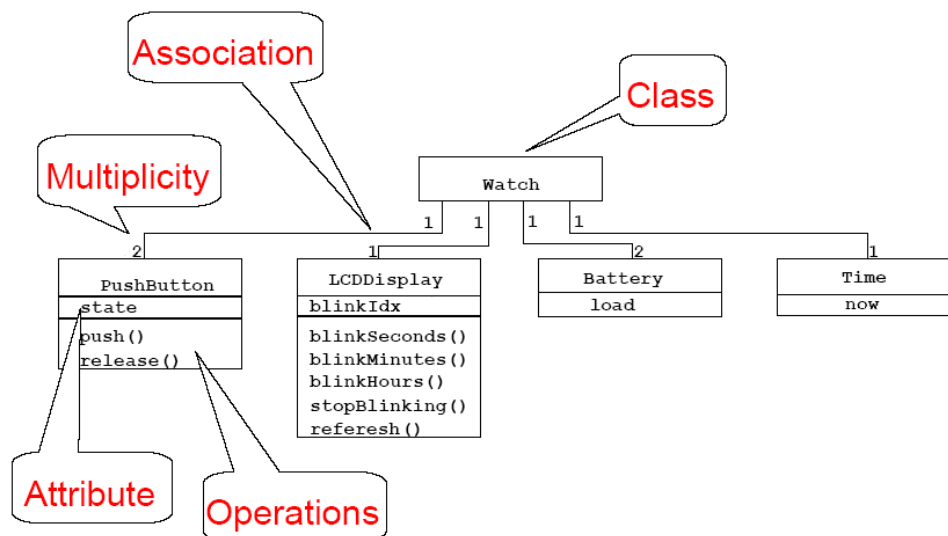 Association
Class
Multiplicity
Watch
1 1 1 1
2 1 2 1
PushButton
state
push()
release()
LCDDisplay
blinkIdx
blinkSeconds()
blinkMinutes()
blinkHours()
stopBlinking()
referesh()
Battery
load
Time
now
Attribute
Operations